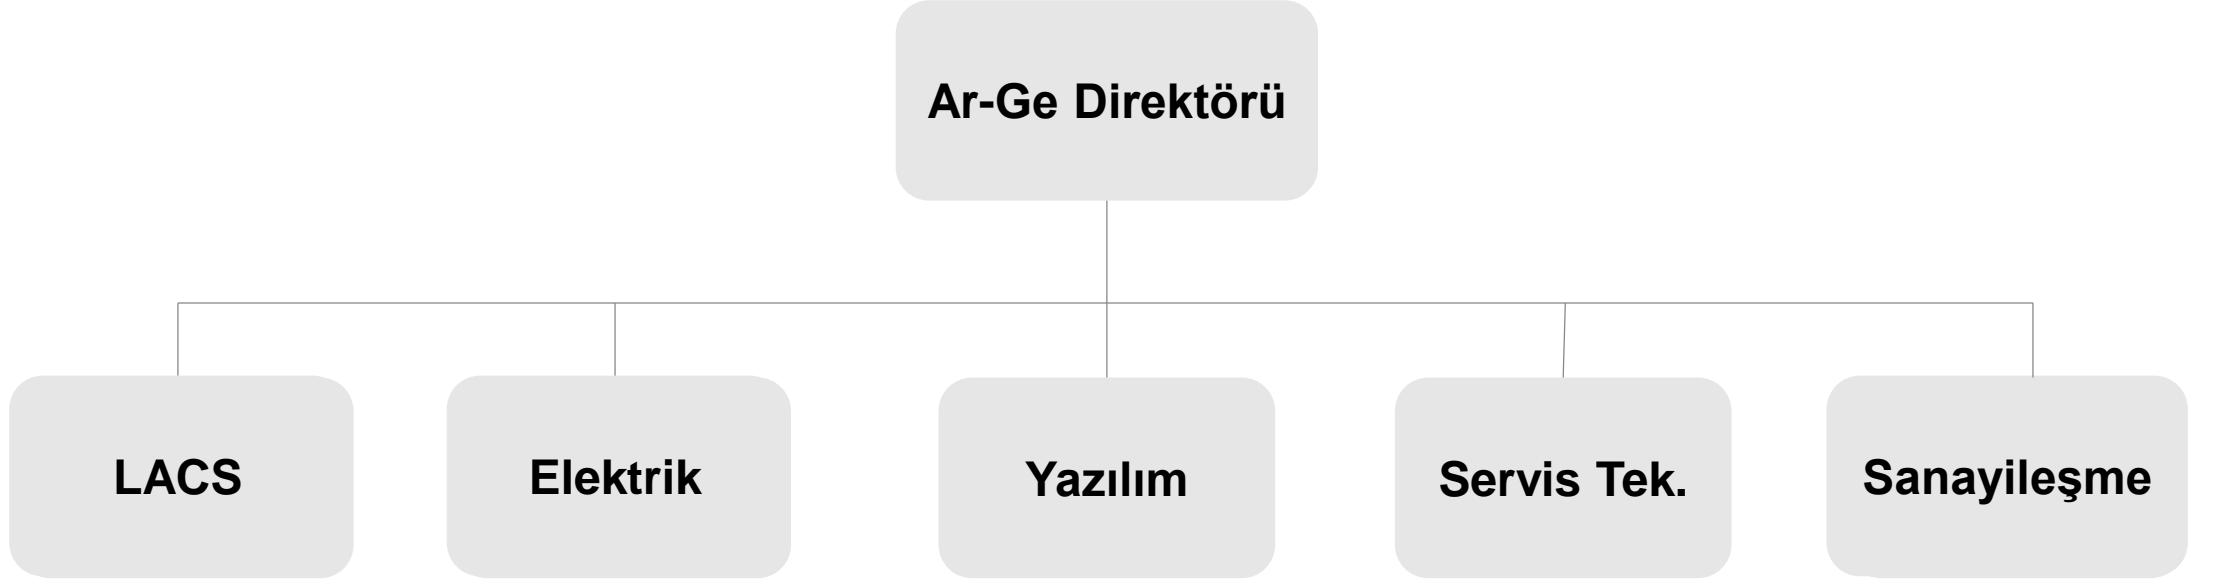 Ar-Ge Direktörü
LACS
Elektrik
Yazılım
Servis Tek.
Sanayileşme